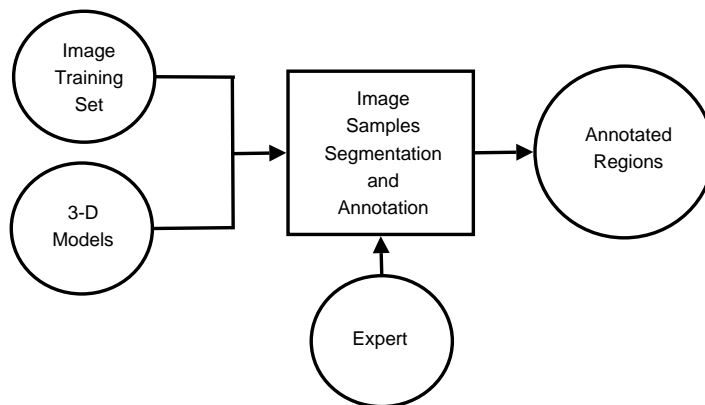 Image
Training
Set
3-D
Models
Image
Samples
Segmentation
and
Annotation
Annotated
Regions
Expert